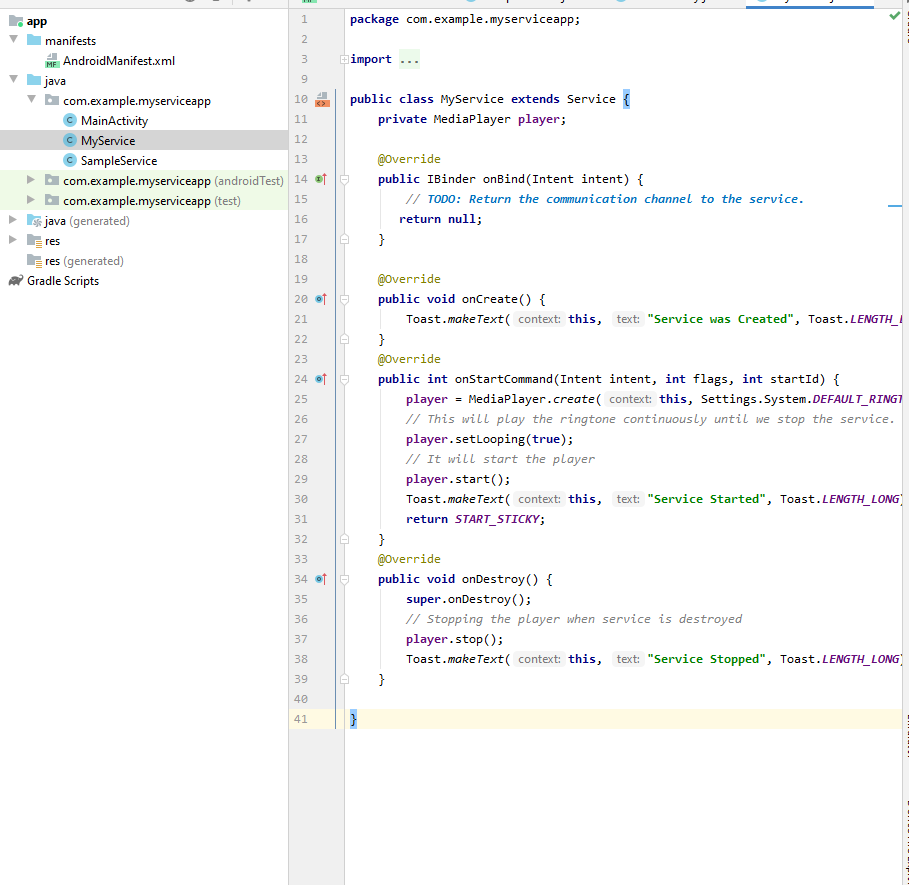 app
manifests
AndroidManifest.xml
java
com.example.myserviceapp
MainActivity
MyService
SampleService
com.example.myserviceapp (androidTest)
com.example.myserviceapp (test)
java (generated)
res
res (generated)
Gradle Scripts
1 package com.example.myserviceapp;
2
3 import ...
9
10 public class MyService extends Service {
11 private MediaPlayer player;
12
13 @Override
14 public IBinder onBind(Intent intent) {
15 // TODO: Return the communication channel to the service.
16 return null;
17 }
18
19 @Override
20 public void onCreate() {
21 Toast.makeText( context: this, text: "Service was Created", Toast.LENGTH_
22 }
23 @Override
24 public int onStartCommand(Intent intent, int flags, int startId) {
25 player = MediaPlayer.create( context: this, Settings.System.DEFAULT_RINGT
26 // This will play the ringtone continuously until we stop the service.
27 player.setLooping(true);
28 // It will start the player
29 player.start();
30 Toast.makeText( context: this, text: "Service Started", Toast.LENGTH_LONG)
31 return START_STICKY;
32 }
33 @Override
34 public void onDestroy() {
35 super.onDestroy();
36 // Stopping the player when service is destroyed
37 player.stop();
38 Toast.makeText( context: this, text: "Service Stopped", Toast.LENGTH_LONG)
39 }
40
41 }